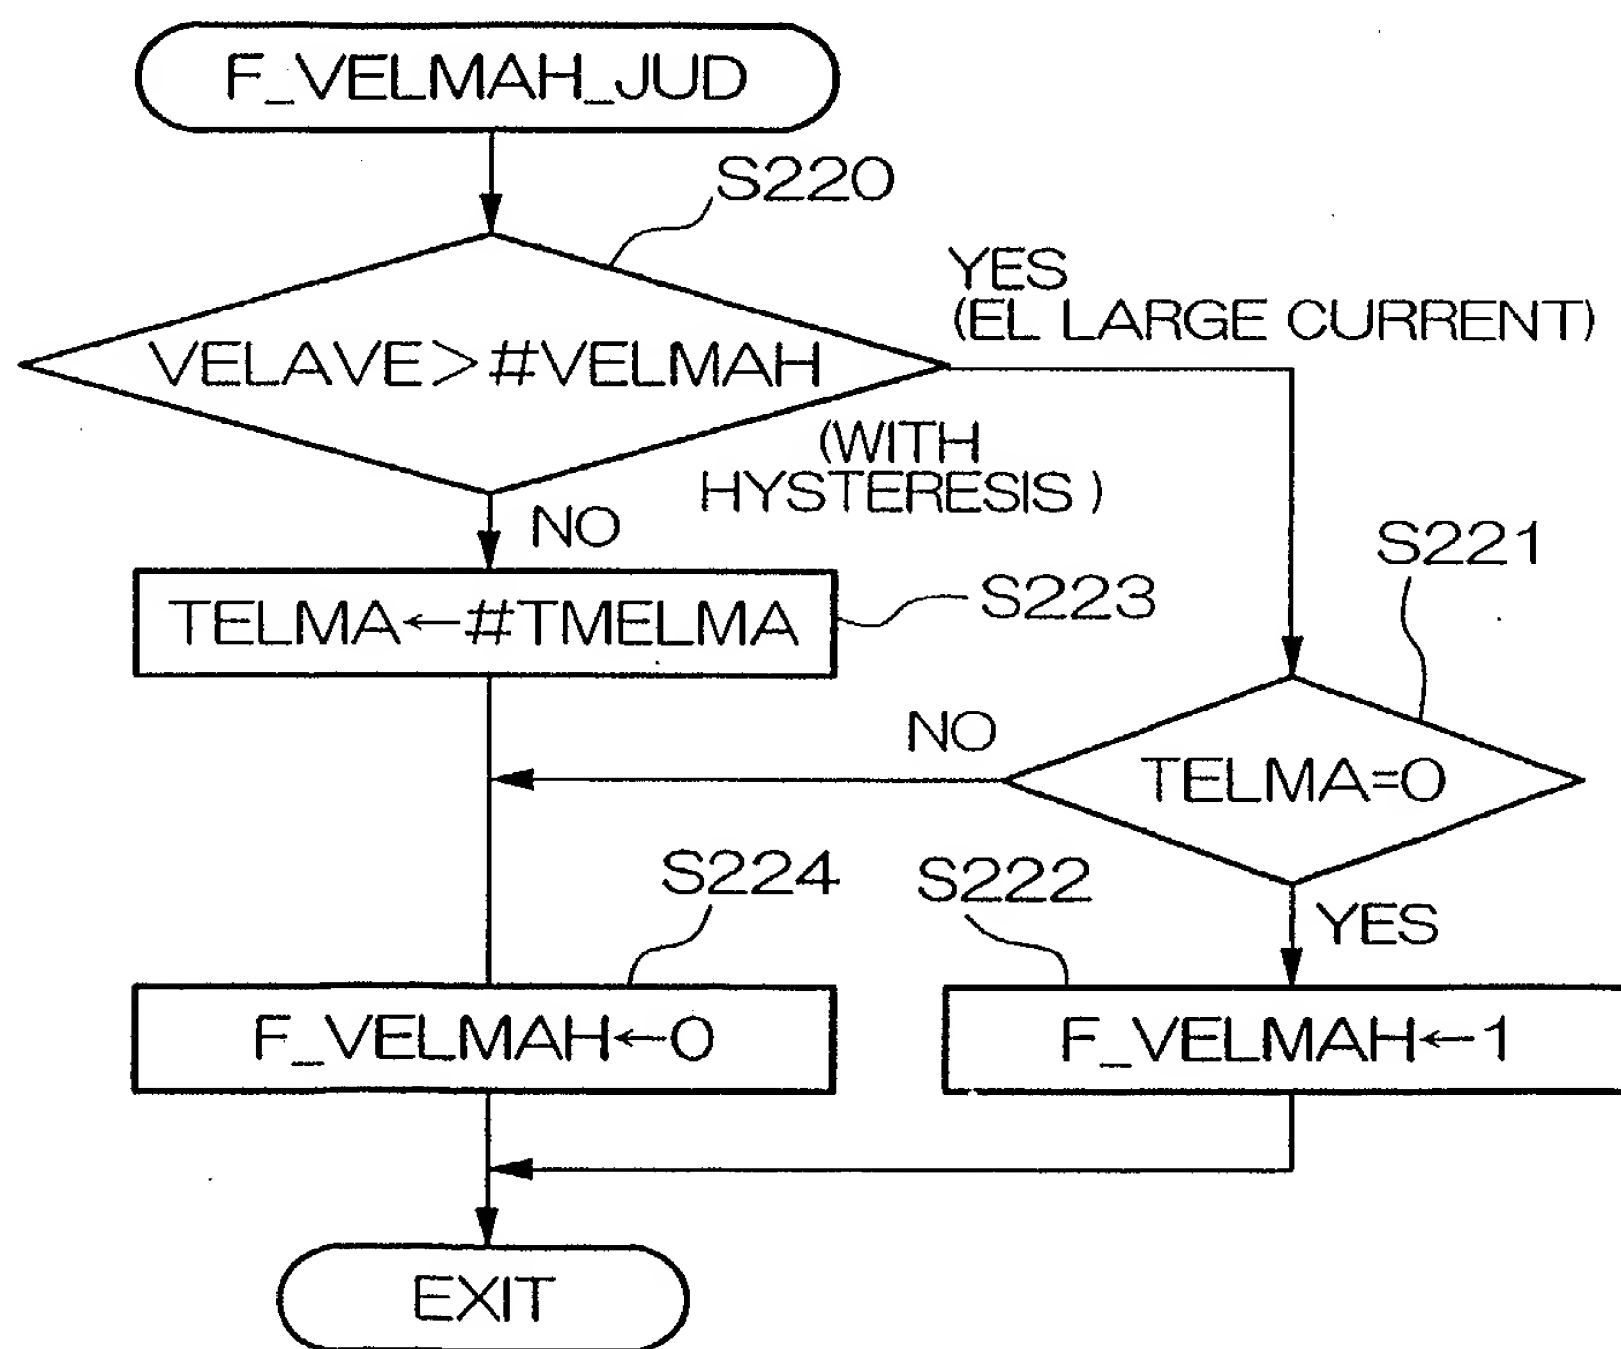 F_VELMAH_JUD
S220
YES
(EL LARGE CURRENT)
VELAVE>#VELMAH
(WITH
HYSTERESIS)
NO
S221
TELMA←#TMELMA
S223
NO
TELMA=0
S224
S222
YES
F_VELMAH←0
F_VELMAH←1
EXIT